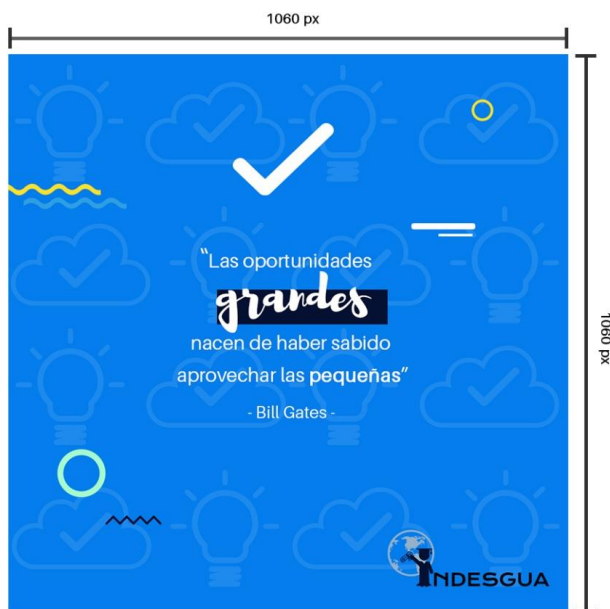 1060 px
1060 px
“Las oportunidades
grandes
nacen de haber sabido
aprovechar las pequeñas”
- Bill Gates -
INDESGUA